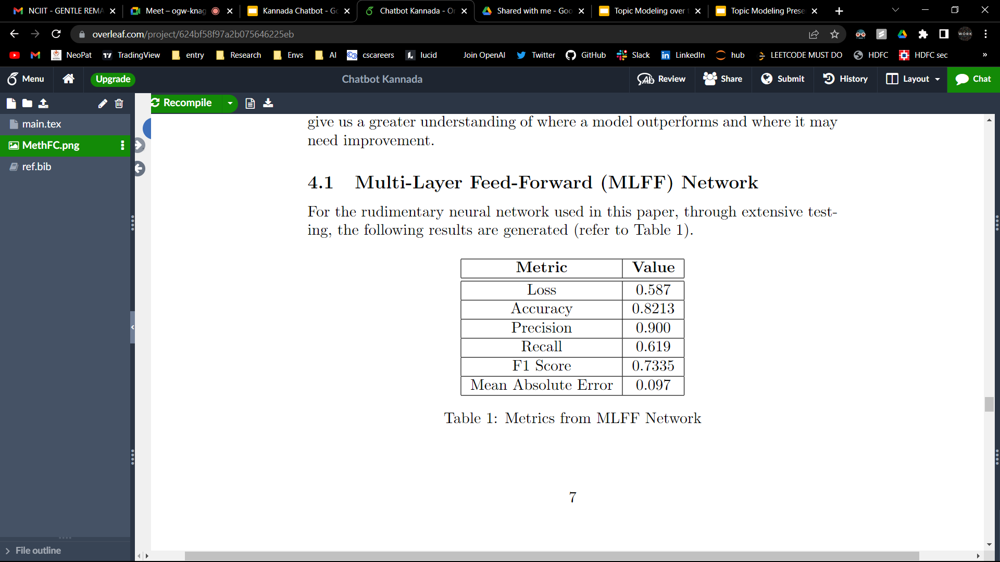 NCIIT - GENTLE REMA
Meet – ogw-knag
Kannada Chatbot - Go
Chatbot Kannada - O
Shared with me - Goo
Topic Modeling over t
Topic Modeling Prese
overleaf.com/project/624bf58f97a2b075646225eb
WORK
NeoPat
TradingView
entry
Research
Envs
AI
cscareers
lucid
Join OpenAI
Twitter
GitHub
Slack
LinkedIn
hub
LEETCODE MUST DO
HDFC
HDFC sec
»
Menu
Upgrade
Chatbot Kannada
Review
Share
Submit
History
Layout
Chat
Recompile
main.tex
MethFC.png
ref.bib
give us a greater understanding of where a model outperforms and where it may
need improvement.
4.1 Multi-Layer Feed-Forward (MLFF) Network
For the rudimentary neural network used in this paper, through extensive test-
ing, the following results are generated (refer to Table 1).
Metric Value
Loss 0.587
Accuracy 0.8213
Precision 0.900
Recall 0.619
F1 Score 0.7335
Mean Absolute Error 0.097
Table 1: Metrics from MLFF Network
7
File outline